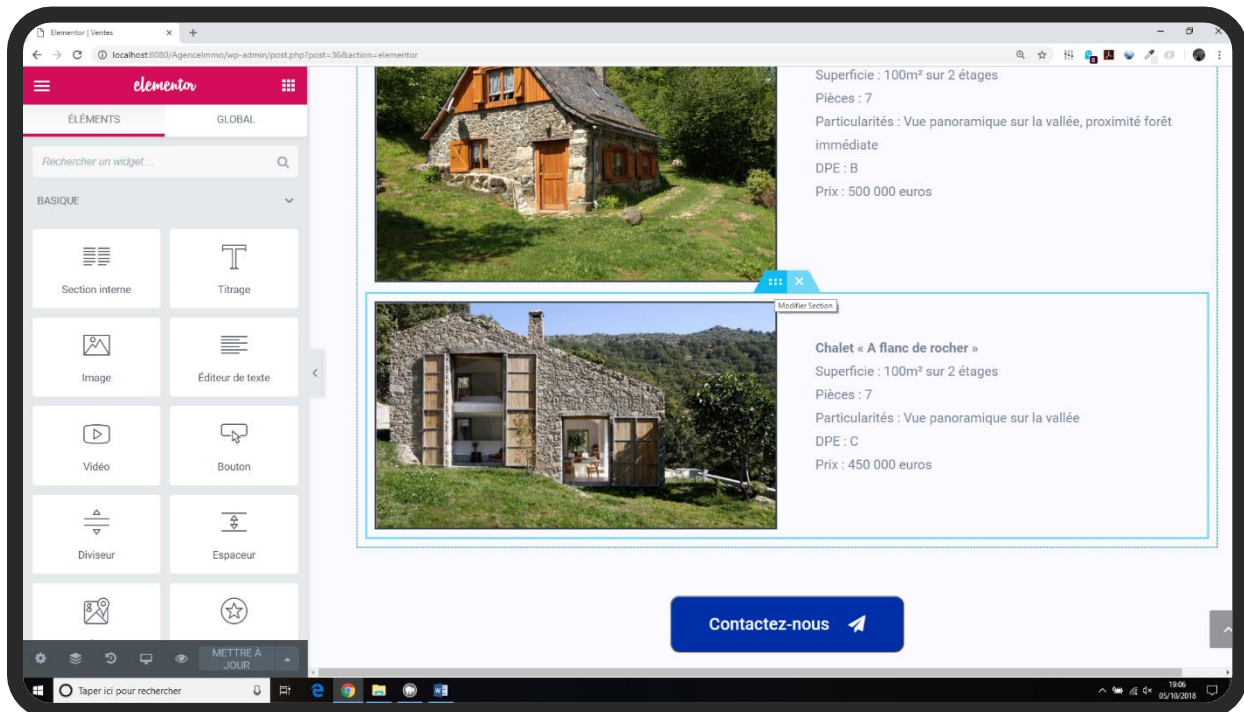 Elementor | Ventes
localhost:8080/AgenceImmo/wp-admin/post.php?post=36&action=elementor
elementor
ÉLÉMENTS
GLOBAL
Rechercher un widget...
BASIQUE
Section interne
Titrage
Image
Éditeur de texte
Vidéo
Bouton
Diviseur
Espaceur
METTRE À
JOUR
Superficie : 100m² sur 2 étages
Pièces : 7
Particularités : Vue panoramique sur la vallée, proximité forêt
immédiate
DPE : B
Prix : 500 000 euros
Modifier Section
Chalet « A flanc de rocher »
Superficie : 100m² sur 2 étages
Pièces : 7
Particularités : Vue panoramique sur la vallée
DPE : C
Prix : 450 000 euros
Contactez-nous
Taper ici pour rechercher
19:06
05/10/2018